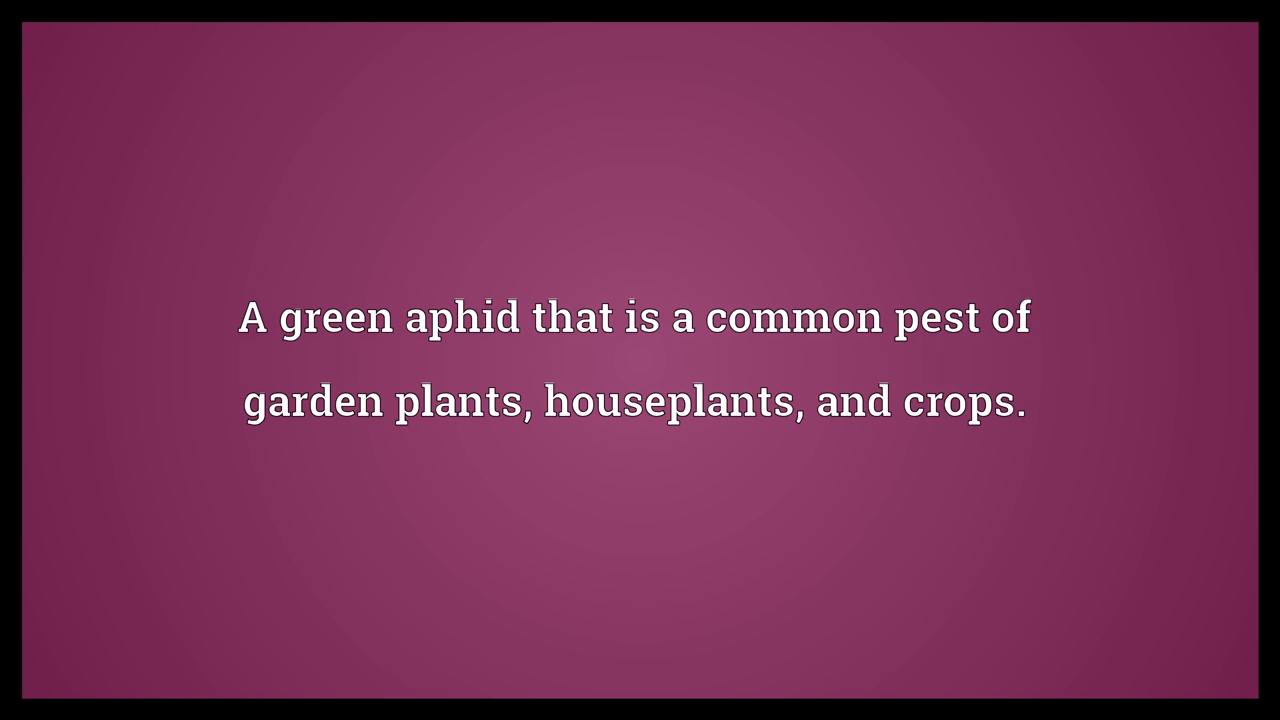 A green aphid that is a common pest of
garden plants, houseplants, and crops.